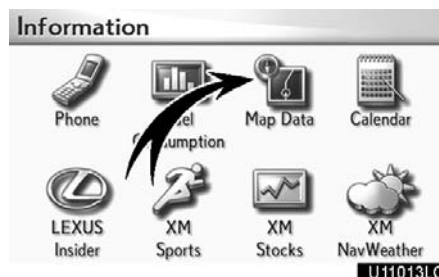 Information
Phone
Map Data
Calendar
LEXUS
Insider
XM
Sports
XM
Stocks
XM
NavWeather